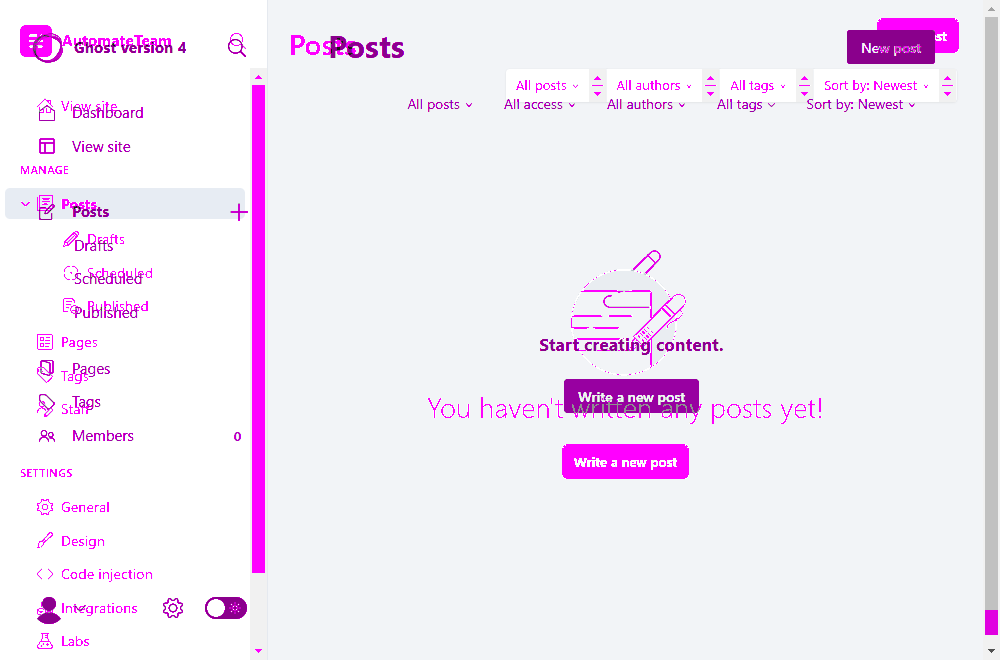 AutomateTeam
Ghost version 4
Posts
Posts
New post
All posts
All authors
All tags
Sort by: Newest
All posts
All access
All authors
All tags
Sort by: Newest
View site
Dashboard
View site
MANAGE
Posts
Posts
Drafts
Drafts
Scheduled
Scheduled
Published
Published
Pages
Pages
Tags
Tags
Staff
Members 0
SETTINGS
General
Design
Code injection
Integrations
Labs
Start creating content.
Write a new post
You haven't written any posts yet!
Write a new post